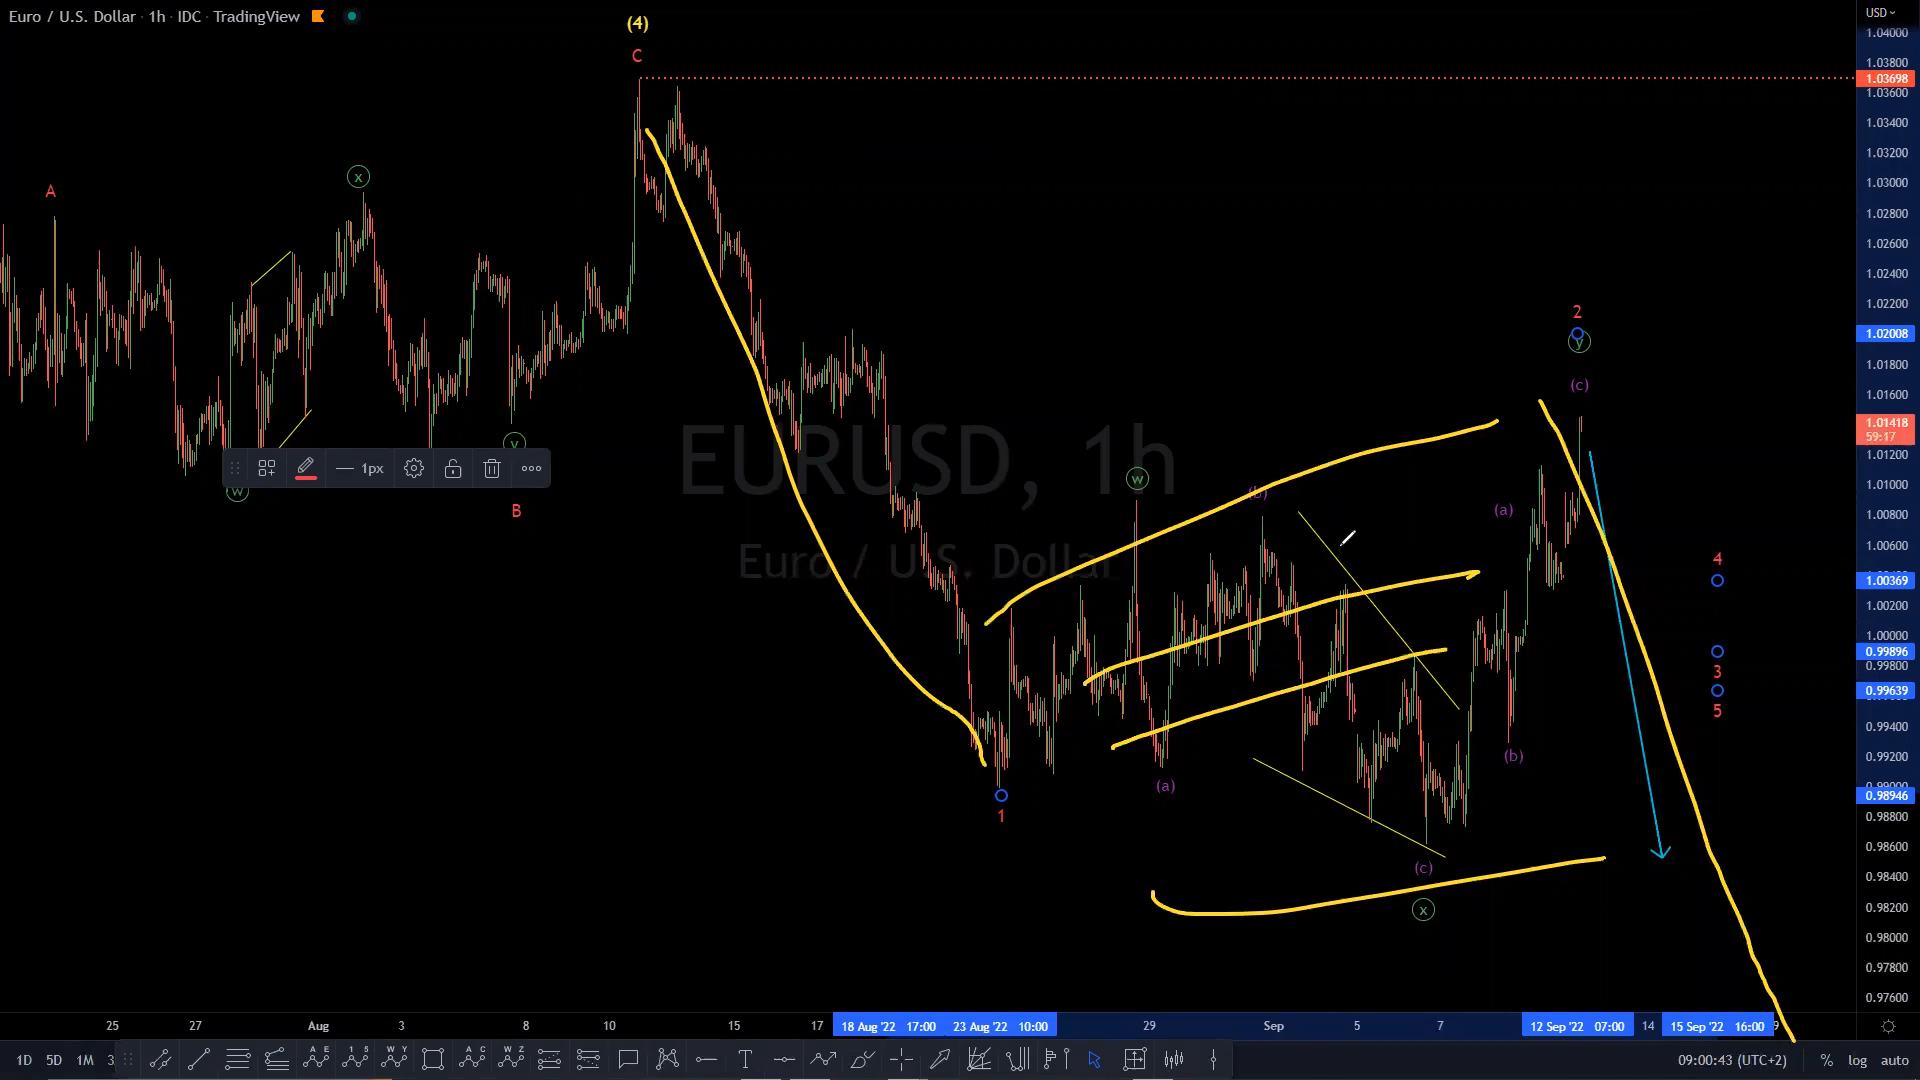 Euro / U.S. Dollar · 1h · IDC · TradingView
USD
(4)
C
1.04000
1.03800
1.03698
1.03600
1.03400
1.03200
1.03000
1.02800
1.02600
1.02400
1.02200
1.02008
1.01800
1.01600
1.01418
59:17
1.01200
1.01000
1.00800
1.00600
1.00369
1.00200
1.00000
0.99896
0.99800
0.99639
0.99400
0.99200
0.98946
0.98800
0.98600
0.98400
0.98200
0.98000
0.97800
0.97600
A
x
2
y
(c)
EURUSD, 1h
Euro / U.S. Dollar
y
1px
w
B
w
(b)
(a)
4
3
5
(a)
(b)
1
(c)
x
25 27 Aug 3 8 10 15 17 18 Aug '22 17:00 23 Aug '22 10:00 29 Sep 5 7 12 Sep '22 07:00 14 15 Sep '22 16:00
1D 5D 1M 3
09:00:43 (UTC+2) % log auto